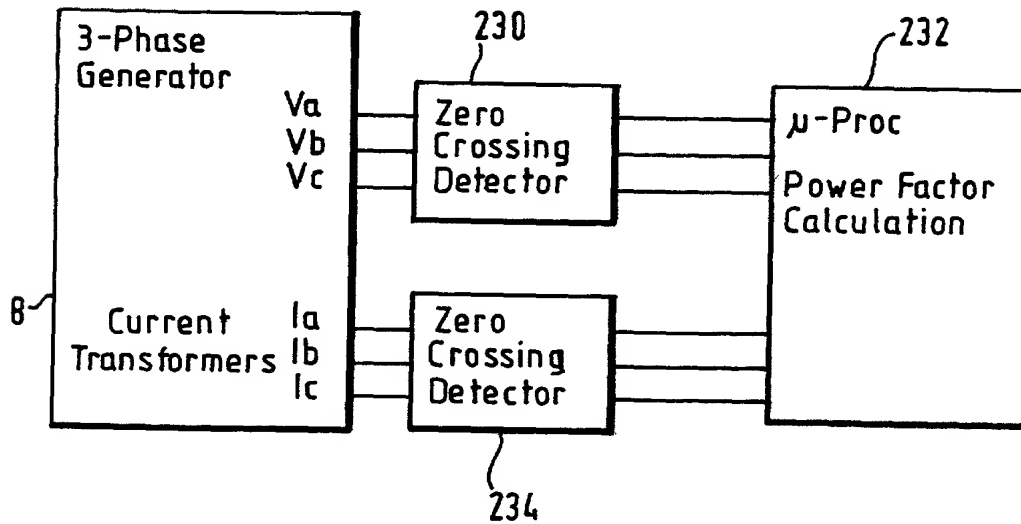 3-Phase
Generator
Va
Vb
Vc
8
Current
Transformers
Ia
Ib
Ic
230
Zero
Crossing
Detector
Zero
Crossing
Detector
234
232
μ-Proc
Power Factor
Calculation